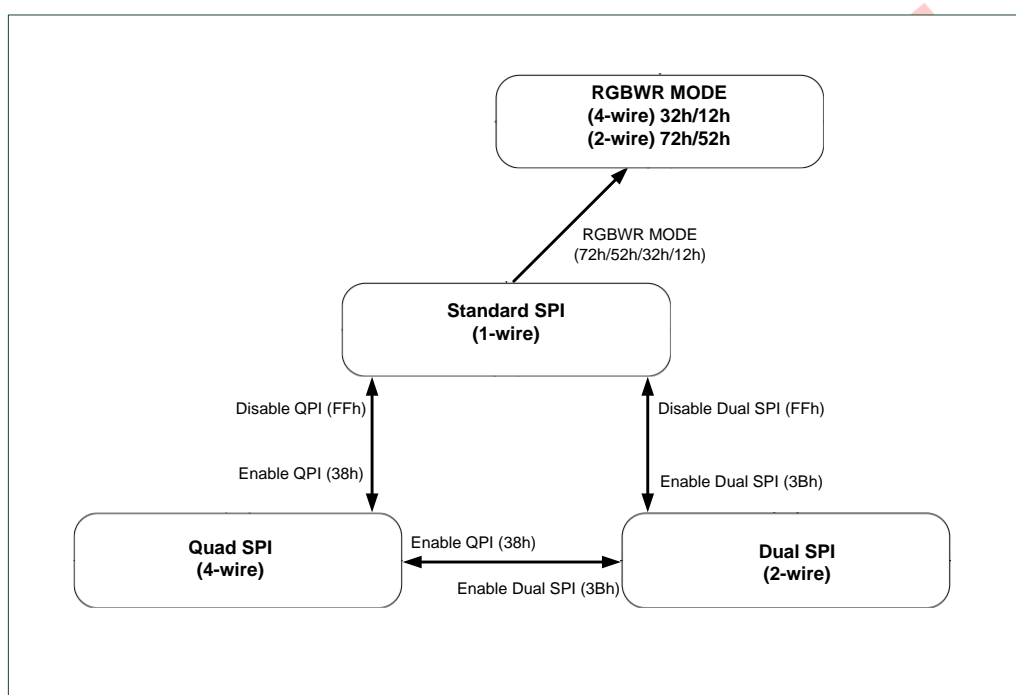 RGBWR MODE
(4-wire) 32h/12h
(2-wire) 72h/52h
RGBWR MODE
(72h/52h/32h/12h)
Standard SPI
(1-wire)
Disable QPI (FFh)
Disable Dual SPI (FFh)
Enable QPI (38h)
Enable Dual SPI (3Bh)
Quad SPI
(4-wire)
Enable QPI (38h)
Enable Dual SPI (3Bh)
Dual SPI
(2-wire)